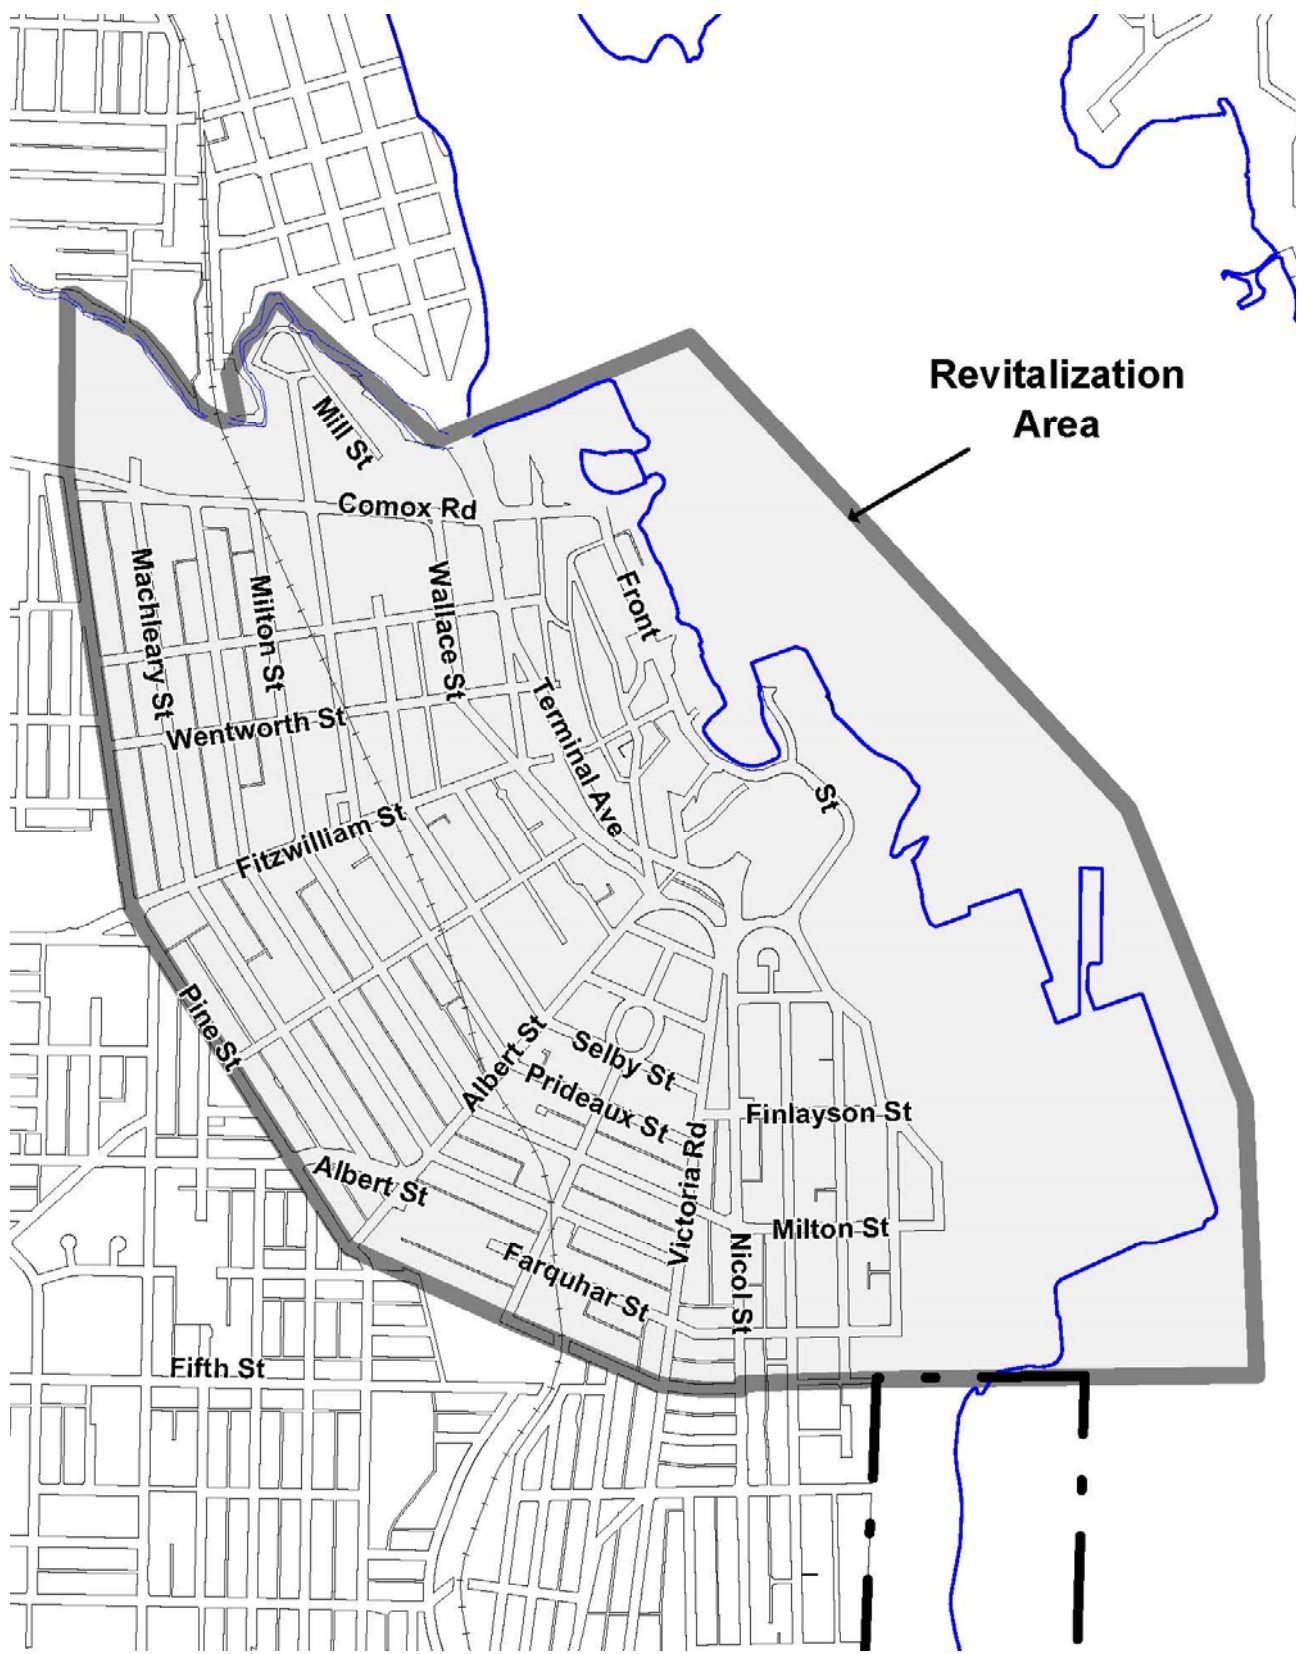 Revitalization
Area
Mill St
Comox Rd
Machleary St
Milton St
Wallace St
Front
Terminal Ave
Wentworth St
St
Fitzwilliam St
Pine St
Albert St
Selby St
Prideaux St
Finlayson St
Victoria Rd
Albert St
Milton St
Nicol St
Farquhar St
Fifth St